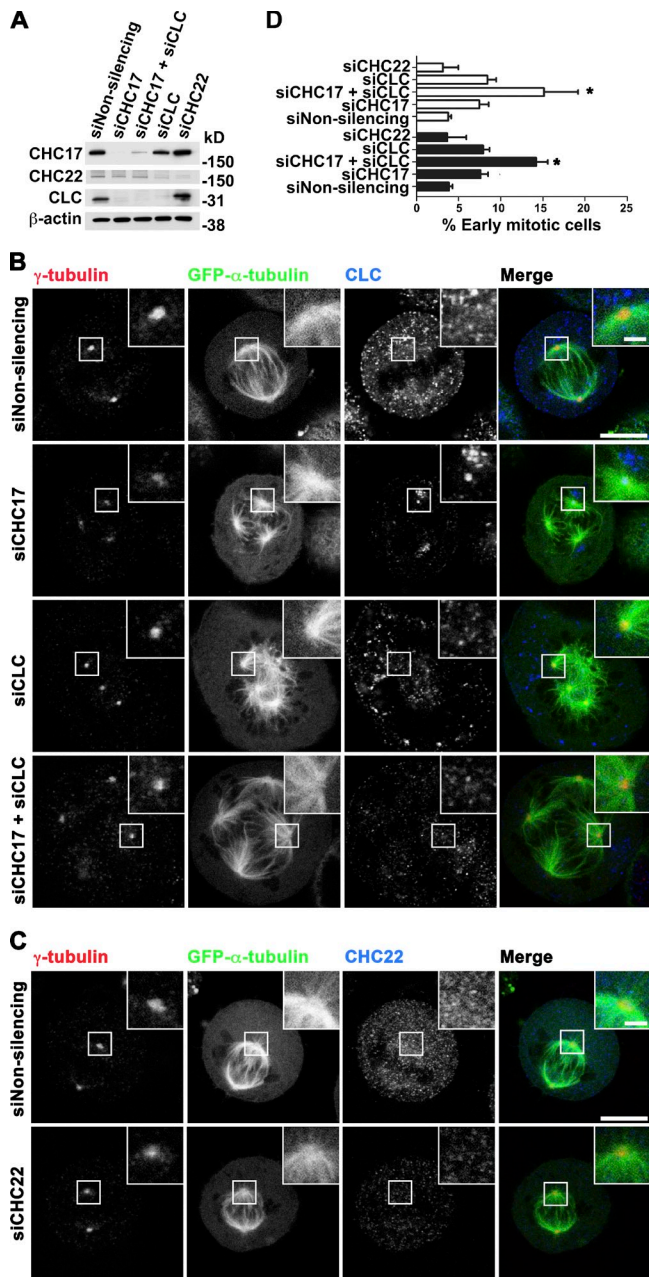 A
siNon-silencing
siCHC17
siCHC17 + siCLC
siCLC
siCHC22
kD
CHC17
-150
CHC22
-150
CLC
-31
β-actin
-38
D
siCHC22
siCLC
siCHC17 + siCLC
*
siCHC17
siNon-silencing
siCHC22
siCLC
siCHC17 + siCLC
*
siCHC17
siNon-silencing
0 5 10 15 20 25
% Early mitotic cells
B
γ-tubulin GFP-α-tubulin CLC Merge
siNon-silencing
siCHC17
siCLC
siCHC17 + siCLC
C
γ-tubulin GFP-α-tubulin CHC22 Merge
siNon-silencing
siCHC22